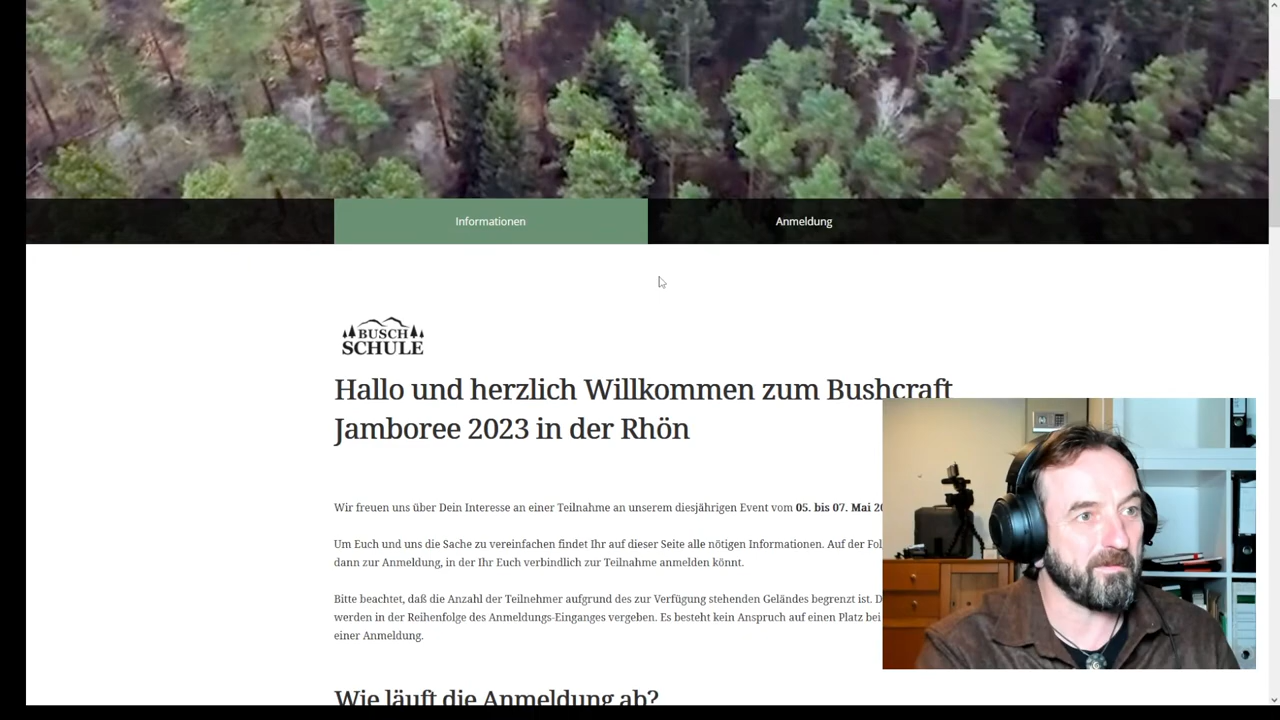 Informationen
Anmeldung
BUSCH
SCHULE
Hallo und herzlich Willkommen zum Bushcraft
Jamboree 2023 in der Rhön
Wir freuen uns über Dein Interesse an einer Teilnahme an unserem diesjährigen Event vom 05. bis 07. Mai
Um Euch und uns die Sache zu vereinfachen findet Ihr auf dieser Seite alle nötigen Informationen. Auf der
dann zur Anmeldung, in der Ihr Euch verbindlich zur Teilnahme anmelden könnt.
Bitte beachtet, daß die Anzahl der Teilnehmer aufgrund des zur Verfügung stehenden Geländes begrenzt ist.
werden in der Reihenfolge des Anmeldungs-Einganges vergeben. Es besteht kein Anspruch auf einen Platz bei
einer Anmeldung.
Wie läuft die Anmeldung ab?